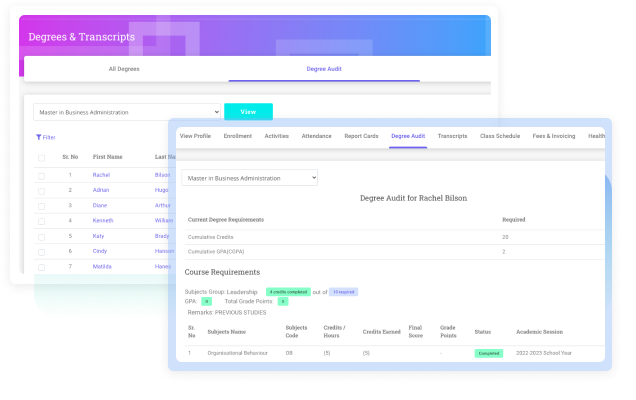 Degrees & Transcripts
All Degrees Degree Audit
Master in Business Administration View
Filter
Sr. No First Name Last Na
1 Rachel Bilson
2 Adrian Hugo
3 Diane Arthur
4 Kenneth William
5 Katy Brady
6 Cindy Hanson
7 Matilda Hanes
View Profile Enrollment Activities Attendance Report Cards Degree Audit Transcripts Class Schedule Fees & Invoicing Health
Master in Business Administration
Degree Audit for Rachel Bilson
Current Degree Requirements Required
Cumulative Credits 20
Cumulative GPA(CGPA) 2
Course Requirements
Subjects Group: Leadership 4 credits completed out of 10 required
GPA: 0 Total Grade Points: 0
Remarks: PREVIOUS STUDIES
Sr. No Subjects Name Subjects Code Credits / Hours Credits Earned Final Score Grade Points Status Academic Session
1 Organisational Behaviour OB (5) (5) - Completed 2022-2023 School Year